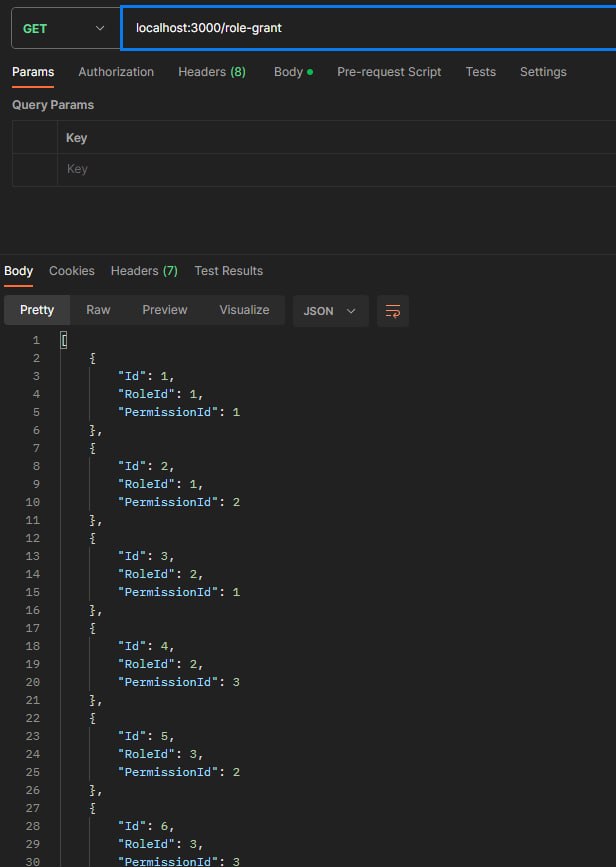 GET localhost:3000/role-grant
Params Authorization Headers (8) Body Pre-request Script Tests Settings
Query Params
Key
Key
Body Cookies Headers (7) Test Results
Pretty Raw Preview Visualize JSON
1 [
2 {
3 "Id": 1,
4 "RoleId": 1,
5 "PermissionId": 1
6 },
7 {
8 "Id": 2,
9 "RoleId": 1,
10 "PermissionId": 2
11 },
12 {
13 "Id": 3,
14 "RoleId": 2,
15 "PermissionId": 1
16 },
17 {
18 "Id": 4,
19 "RoleId": 2,
20 "PermissionId": 3
21 },
22 {
23 "Id": 5,
24 "RoleId": 3,
25 "PermissionId": 2
26 },
27 {
28 "Id": 6,
29 "RoleId": 3,
30 "PermissionId": 3